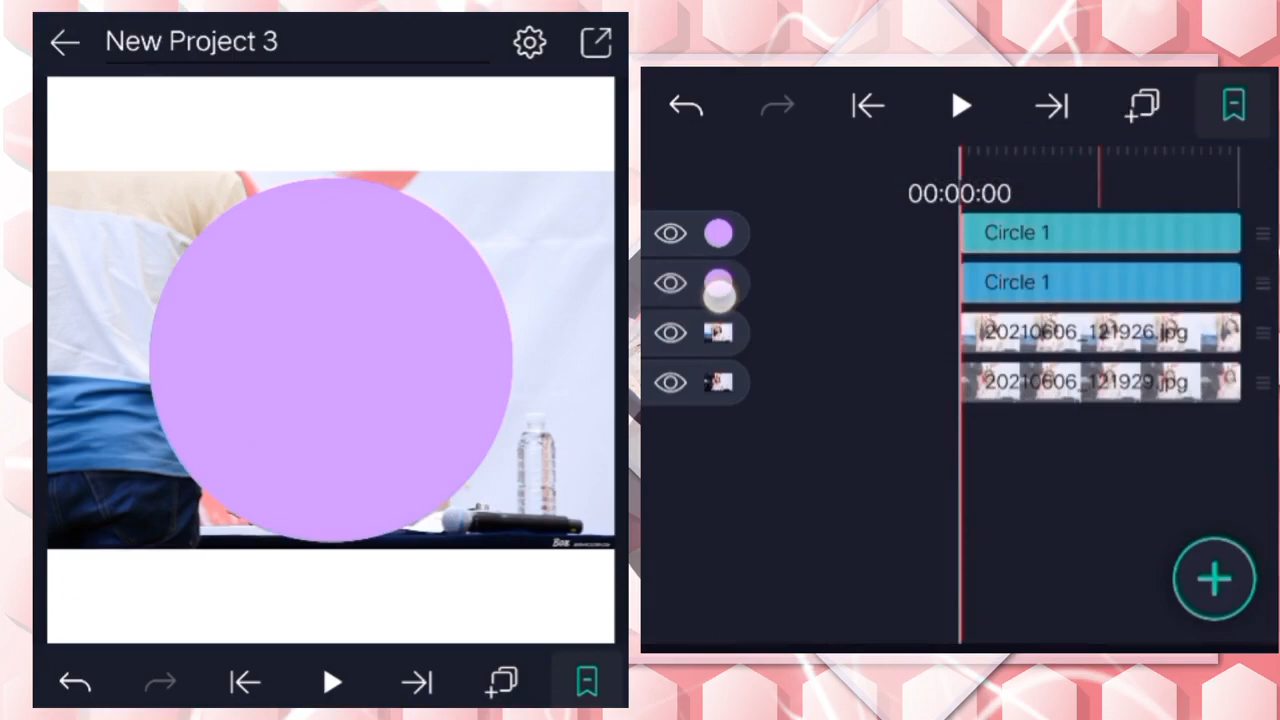 New Project 3
00:00:00
Circle 1
Circle 1
20210606_121926.jpg
20210606_121929.jpg